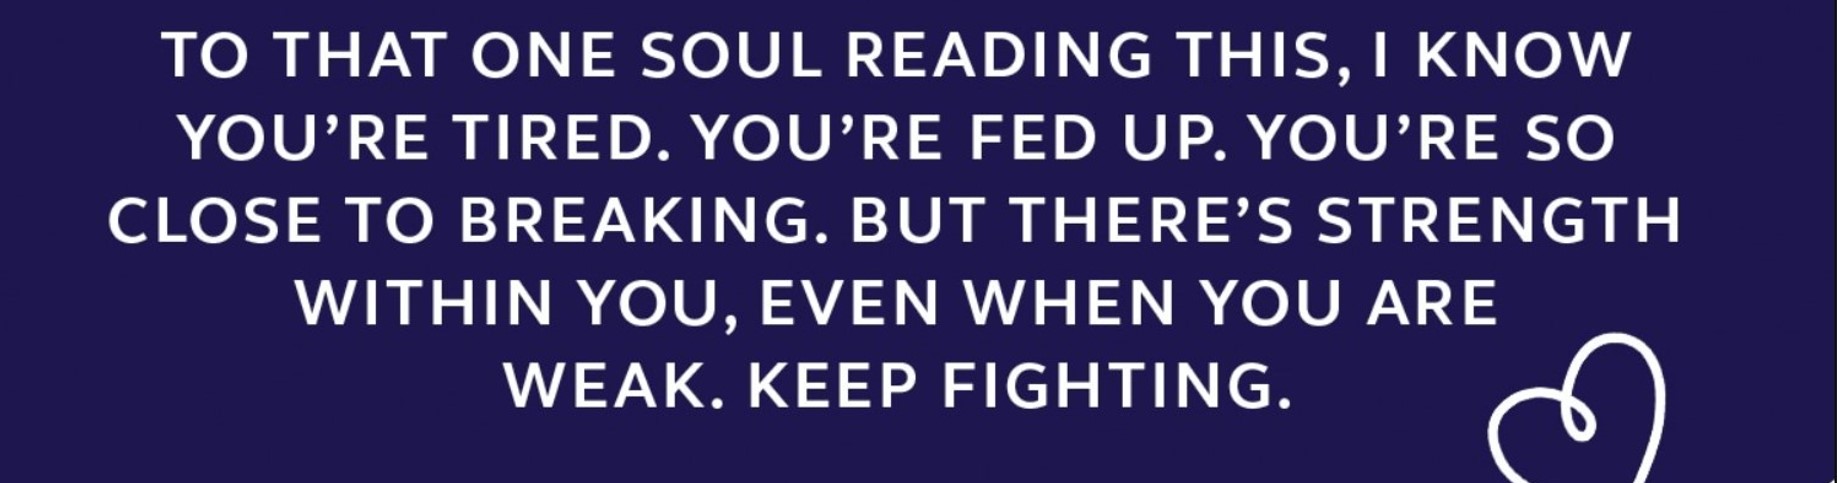 TO THAT ONE SOUL READING THIS, I KNOW
YOU’RE TIRED. YOU’RE FED UP. YOU’RE SO
CLOSE TO BREAKING. BUT THERE’S STRENGTH
WITHIN YOU, EVEN WHEN YOU ARE
WEAK. KEEP FIGHTING.